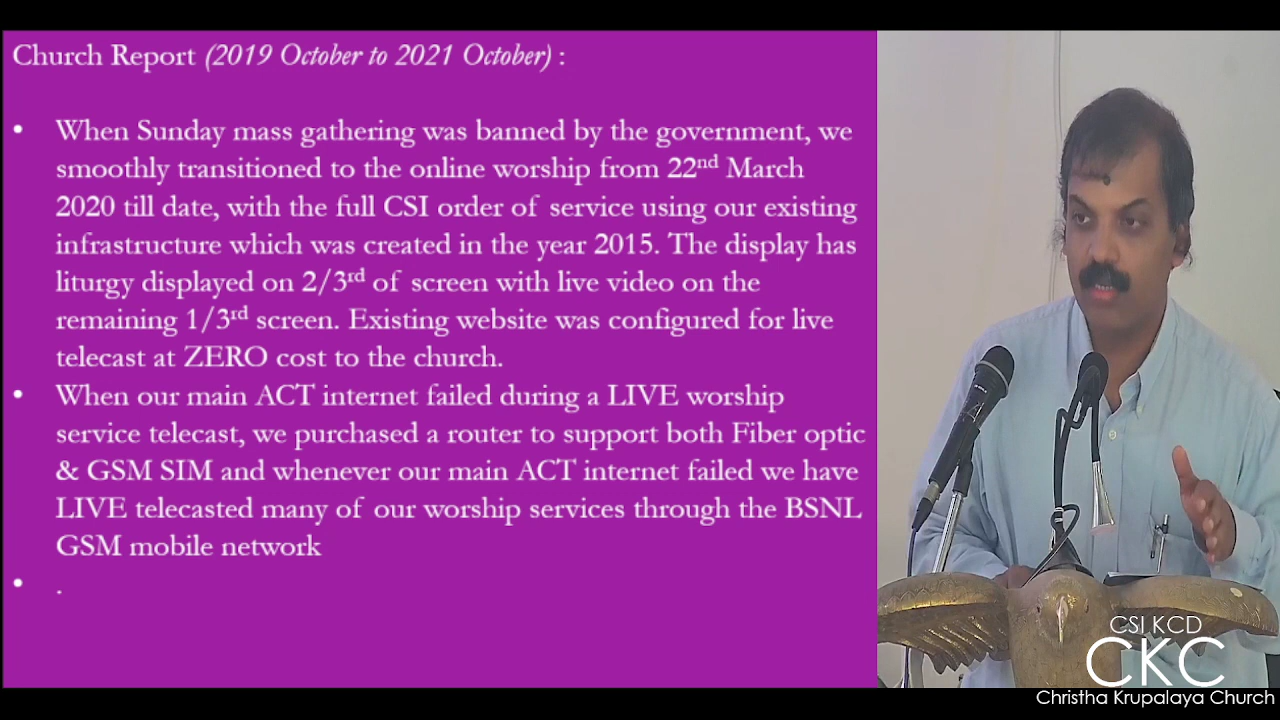 Church Report (2019 October to 2021 October) :
• When Sunday mass gathering was banned by the government, we
smoothly transitioned to the online worship from 22nd March
2020 till date, with the full CSI order of service using our existing
infrastructure which was created in the year 2015. The display has
liturgy displayed on 2/3rd of screen with live video on the
remaining 1/3rd screen. Existing website was configured for live
telecast at ZERO cost to the church.
• When our main ACT internet failed during a LIVE worship
service telecast, we purchased a router to support both Fiber optic
& GSM SIM and whenever our main ACT internet failed we have
LIVE telecasted many of our worship services through the BSNL
GSM mobile network
• .
CSI KCD
CKC
Christha Krupalaya Church